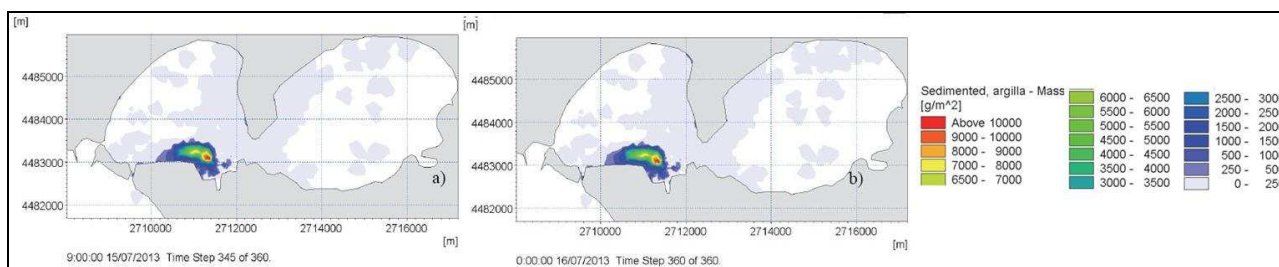 [m]
4485000
4484000
4483000
4482000
a)
2710000 2712000 2714000 2716000
[m]
9:00:00 15/07/2013 Time Step 345 of 360.
[m]
4485000
4484000
4483000
4482000
b)
2710000 2712000 2714000 2716000
[m]
0:00:00 16/07/2013 Time Step 360 of 360.
Sedimented, argilla - Mass
[g/m^2]
Above 10000
9000 - 10000
8000 - 9000
7000 - 8000
6500 - 7000
6000 - 6500
5500 - 6000
5000 - 5500
4500 - 5000
4000 - 4500
3500 - 4000
3000 - 3500
2500 - 300
2000 - 250
1500 - 200
1000 - 150
500 - 100
250 - 50
0 - 25